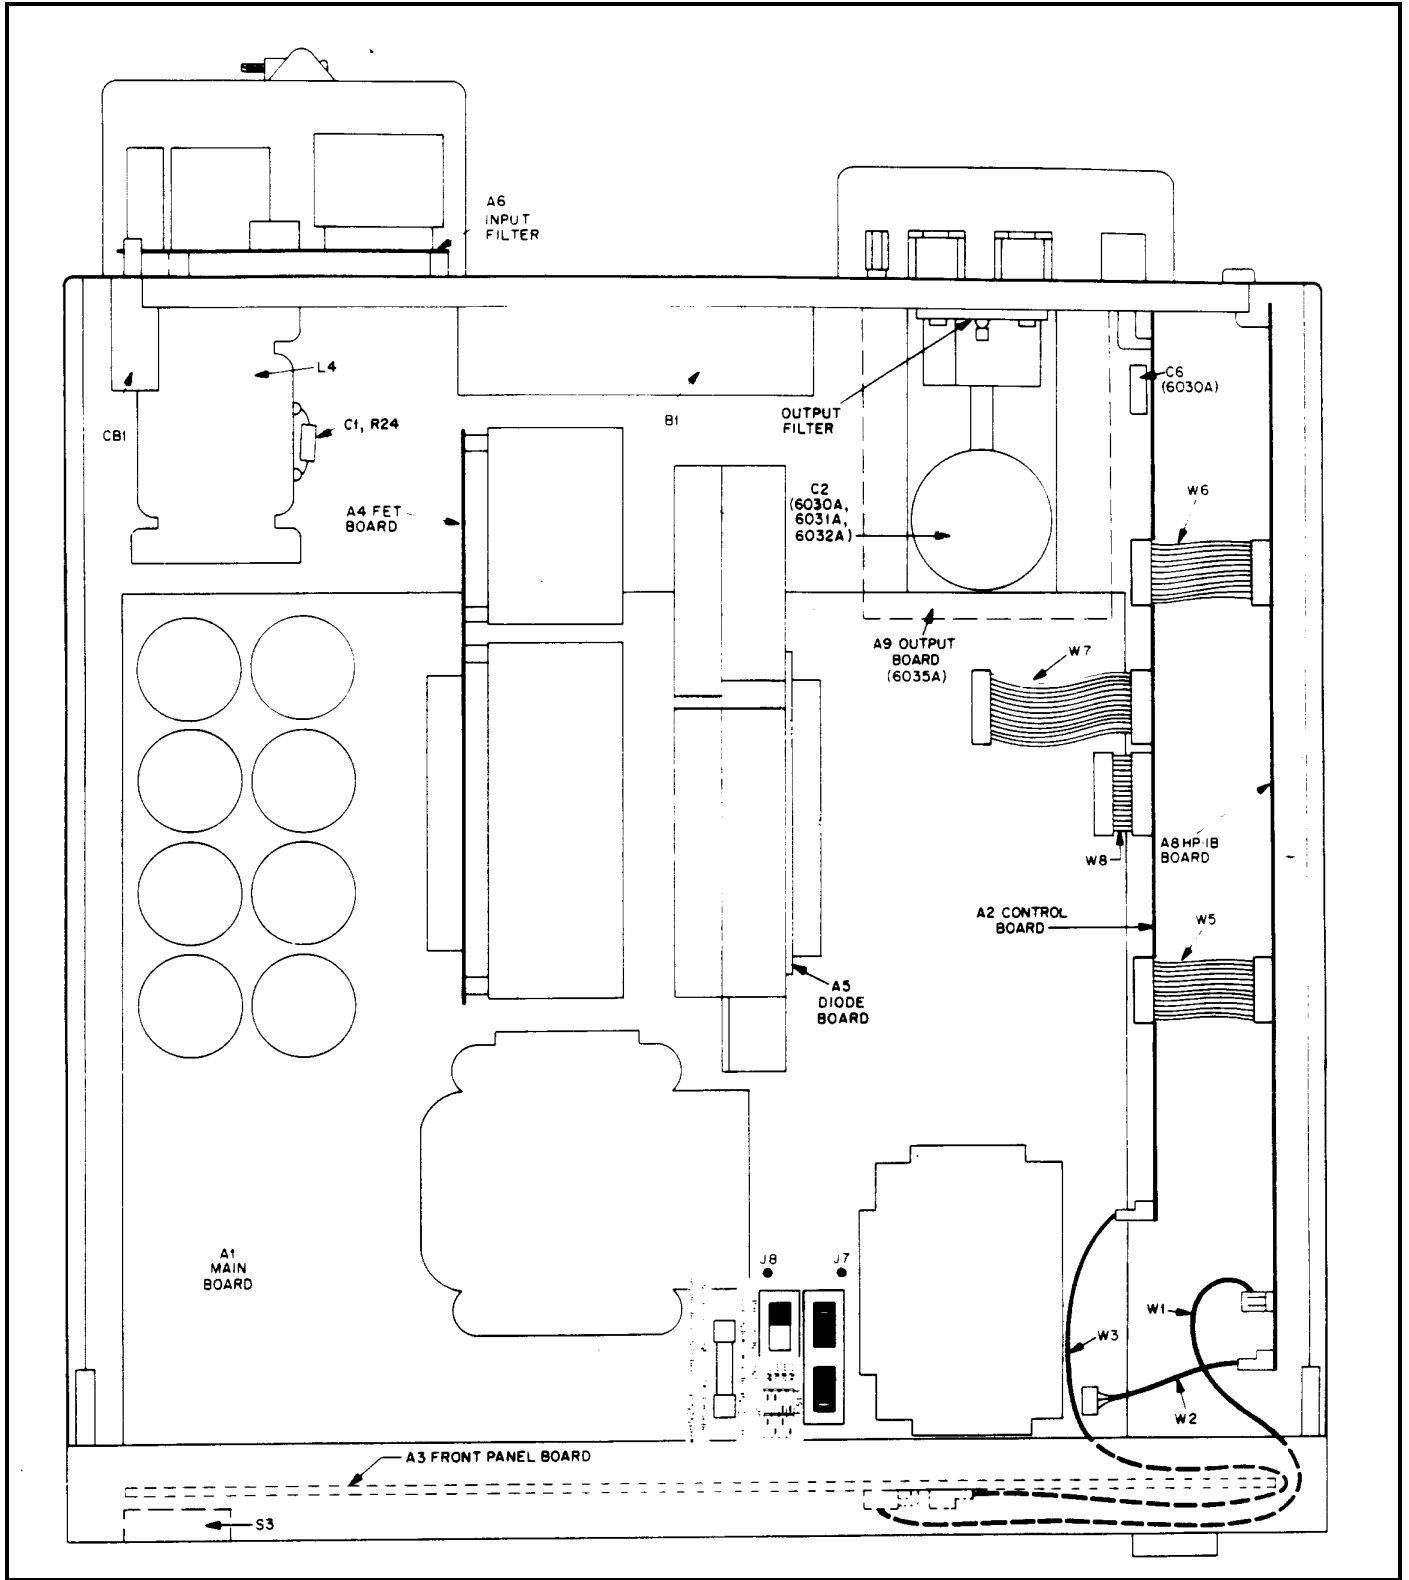 A6
INPUT
FILTER
L4
CB1
C1, R24
B1
OUTPUT
FILTER
C6
(6030A)
A4 FET
BOARD
C2
(6030A,
6031A,
6032A)
W6
A9 OUTPUT
BOARD
(6035A)
W7
W8
A8 HP-IB
BOARD
A2 CONTROL
BOARD
W5
A5
DIODE
BOARD
A1
MAIN
BOARD
J8
J7
W1
W3
W2
A3 FRONT PANEL BOARD
S3